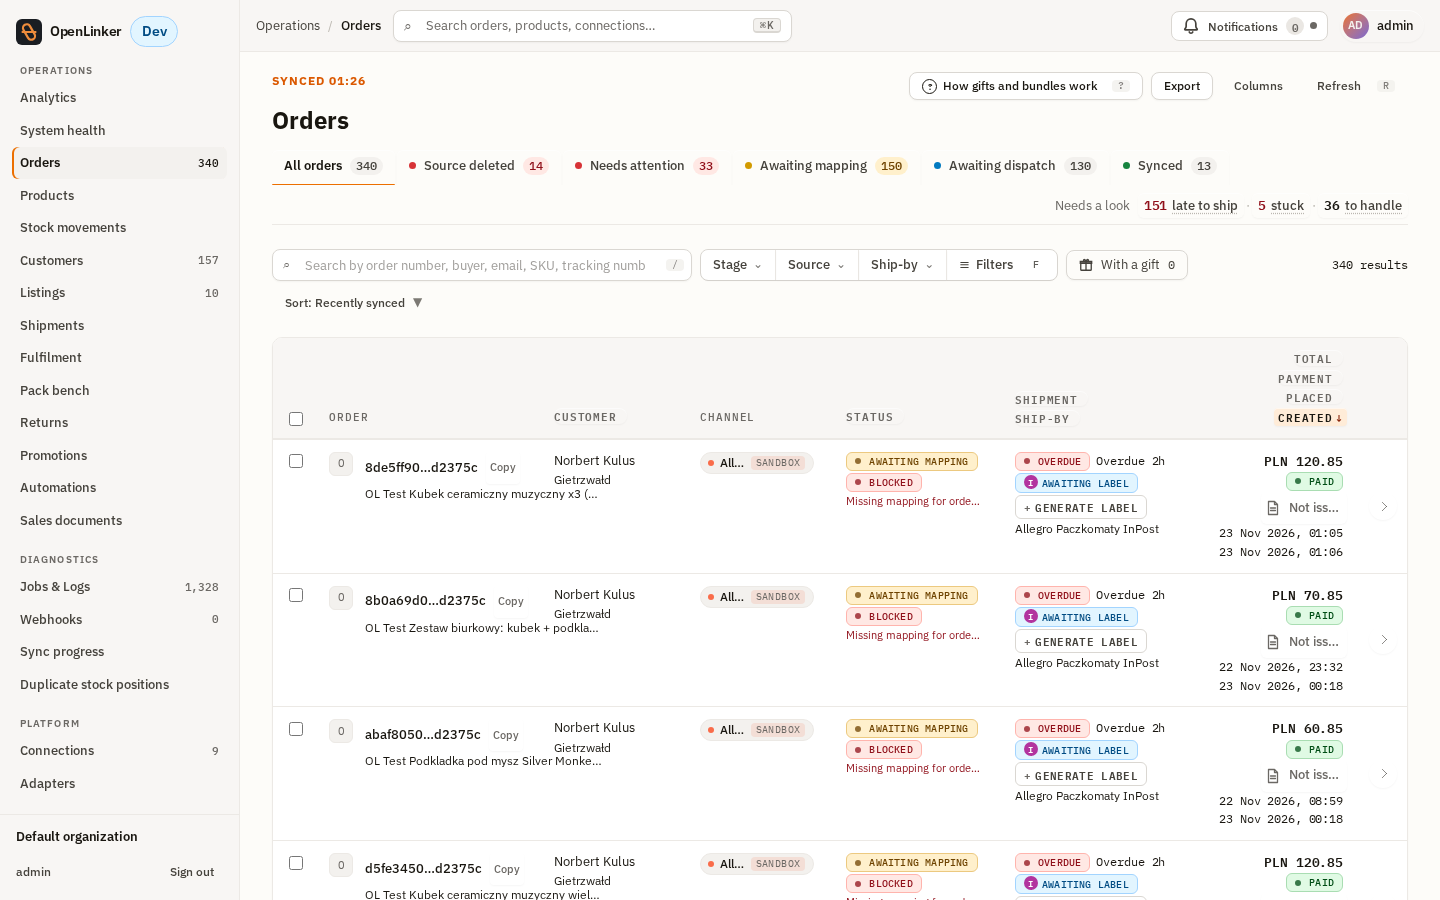 OpenLinker Dev
OPERATIONS
Analytics
System health
Orders 340
Products
Stock movements
Customers 157
Listings 10
Shipments
Fulfilment
Pack bench
Returns
Promotions
Automations
Sales documents
DIAGNOSTICS
Jobs & Logs 1,328
Webhooks 0
Sync progress
Duplicate stock positions
PLATFORM
Connections 9
Adapters
Default organization
admin Sign out
Operations / Orders
Search orders, products, connections... ⌘K
Notifications 0
AD admin
SYNCED 01:26
How gifts and bundles work ?
Export
Columns
Refresh R
Orders
All orders 340
Source deleted 14
Needs attention 33
Awaiting mapping 150
Awaiting dispatch 130
Synced 13
Needs a look 151 late to ship · 5 stuck · 36 to handle
Search by order number, buyer, email, SKU, tracking numb /
Stage
Source
Ship-by
Filters F
With a gift 0
340 results
Sort: Recently synced ▼
ORDER
CUSTOMER
CHANNEL
STATUS
SHIPMENT
SHIP-BY
TOTAL
PAYMENT
PLACED
CREATED ↓
O
8de5ff90…d2375c Copy
OL Test Kubek ceramiczny muzyczny x3 (…
Norbert Kulus
Gietrzwałd
All… SANDBOX
AWAITING MAPPING
BLOCKED
Missing mapping for orde…
OVERDUE Overdue 2h
I AWAITING LABEL
+ GENERATE LABEL
Allegro Paczkomaty InPost
PLN 120.85
PAID
Not iss…
23 Nov 2026, 01:05
23 Nov 2026, 01:06
O
8b0a69d0…d2375c Copy
OL Test Zestaw biurkowy: kubek + podkla…
Norbert Kulus
Gietrzwałd
All… SANDBOX
AWAITING MAPPING
BLOCKED
Missing mapping for orde…
OVERDUE Overdue 2h
I AWAITING LABEL
+ GENERATE LABEL
Allegro Paczkomaty InPost
PLN 70.85
PAID
Not iss…
22 Nov 2026, 23:32
23 Nov 2026, 00:18
O
abaf8050…d2375c Copy
OL Test Podkladka pod mysz Silver Monke…
Norbert Kulus
Gietrzwałd
All… SANDBOX
AWAITING MAPPING
BLOCKED
Missing mapping for orde…
OVERDUE Overdue 2h
I AWAITING LABEL
+ GENERATE LABEL
Allegro Paczkomaty InPost
PLN 60.85
PAID
Not iss…
22 Nov 2026, 08:59
23 Nov 2026, 00:18
O
d5fe3450…d2375c Copy
OL Test Kubek ceramiczny muzyczny wiel…
Norbert Kulus
Gietrzwałd
All… SANDBOX
AWAITING MAPPING
BLOCKED
OVERDUE Overdue 2h
I AWAITING LABEL
PLN 120.85
PAID